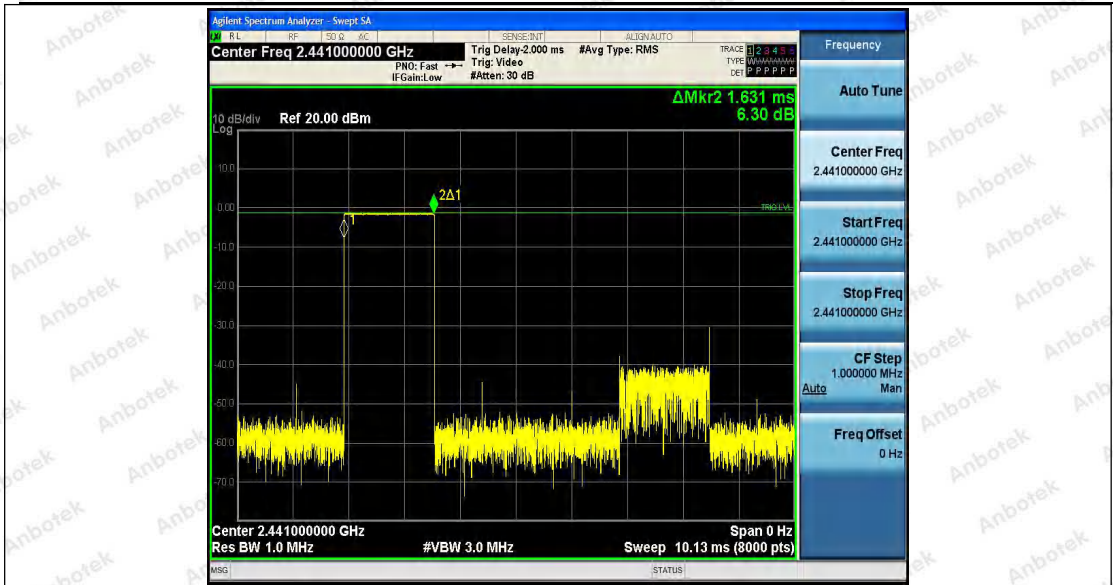 Agilent Spectrum Analyzer - Swept SA
RL RF 50 Ω AC SENSE:INT ALIGN AUTO
Center Freq 2.441000000 GHz
PNO: Fast
IFGain:Low
Trig Delay-2.000 ms
Trig: Video
#Atten: 30 dB
#Avg Type: RMS
TRACE 1 2 3 4 5 6
TYPE
DET P P P P P P
ΔMkr2 1.631 ms
6.30 dB
10 dB/div Ref 20.00 dBm
Log
10.0
0.00
-10.0
-20.0
-30.0
-40.0
-50.0
-60.0
-70.0
2Δ1
1
TRIG LVL
Center 2.441000000 GHz
Span 0 Hz
Res BW 1.0 MHz
#VBW 3.0 MHz
Sweep 10.13 ms (8000 pts)
MSG
STATUS
Frequency
Auto Tune
Center Freq
2.441000000 GHz
Start Freq
2.441000000 GHz
Stop Freq
2.441000000 GHz
CF Step
1.000000 MHz
Auto Man
Freq Offset
0 Hz
Anbotek